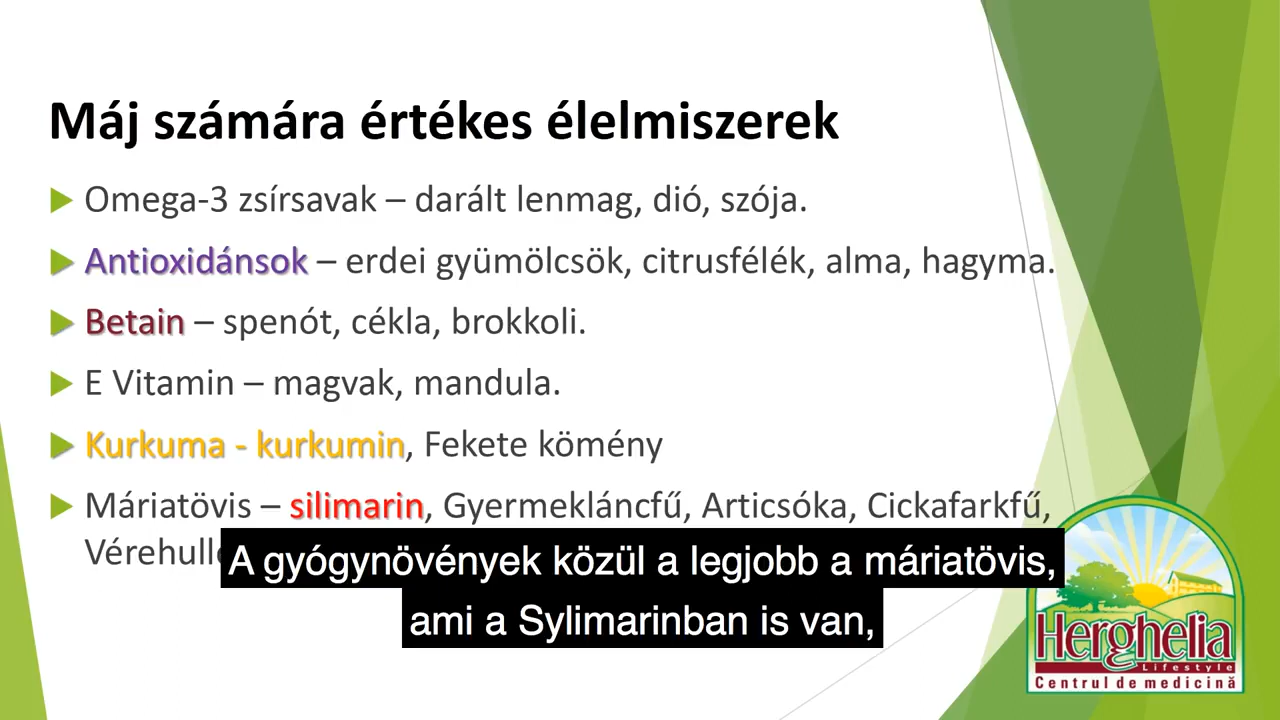 Máj számára értékes élelmiszerek
Omega-3 zsírsavak – darált lenmag, dió, szója.
Antioxidánsok – erdei gyümölcsök, citrusfélék, alma, hagyma.
Betain – spenót, cékla, brokkoli.
E Vitamin – magvak, mandula.
Kurkuma - kurkumin, Fekete kömény
Máriatövis – silimarin, Gyermekláncfű, Articsóka, Cickafarkfű,
A gyógynövények közül a legjobb a máriatövis,
ami a Sylimarinban is van,
Herghelia
Lifestyle
Centrul de medicină